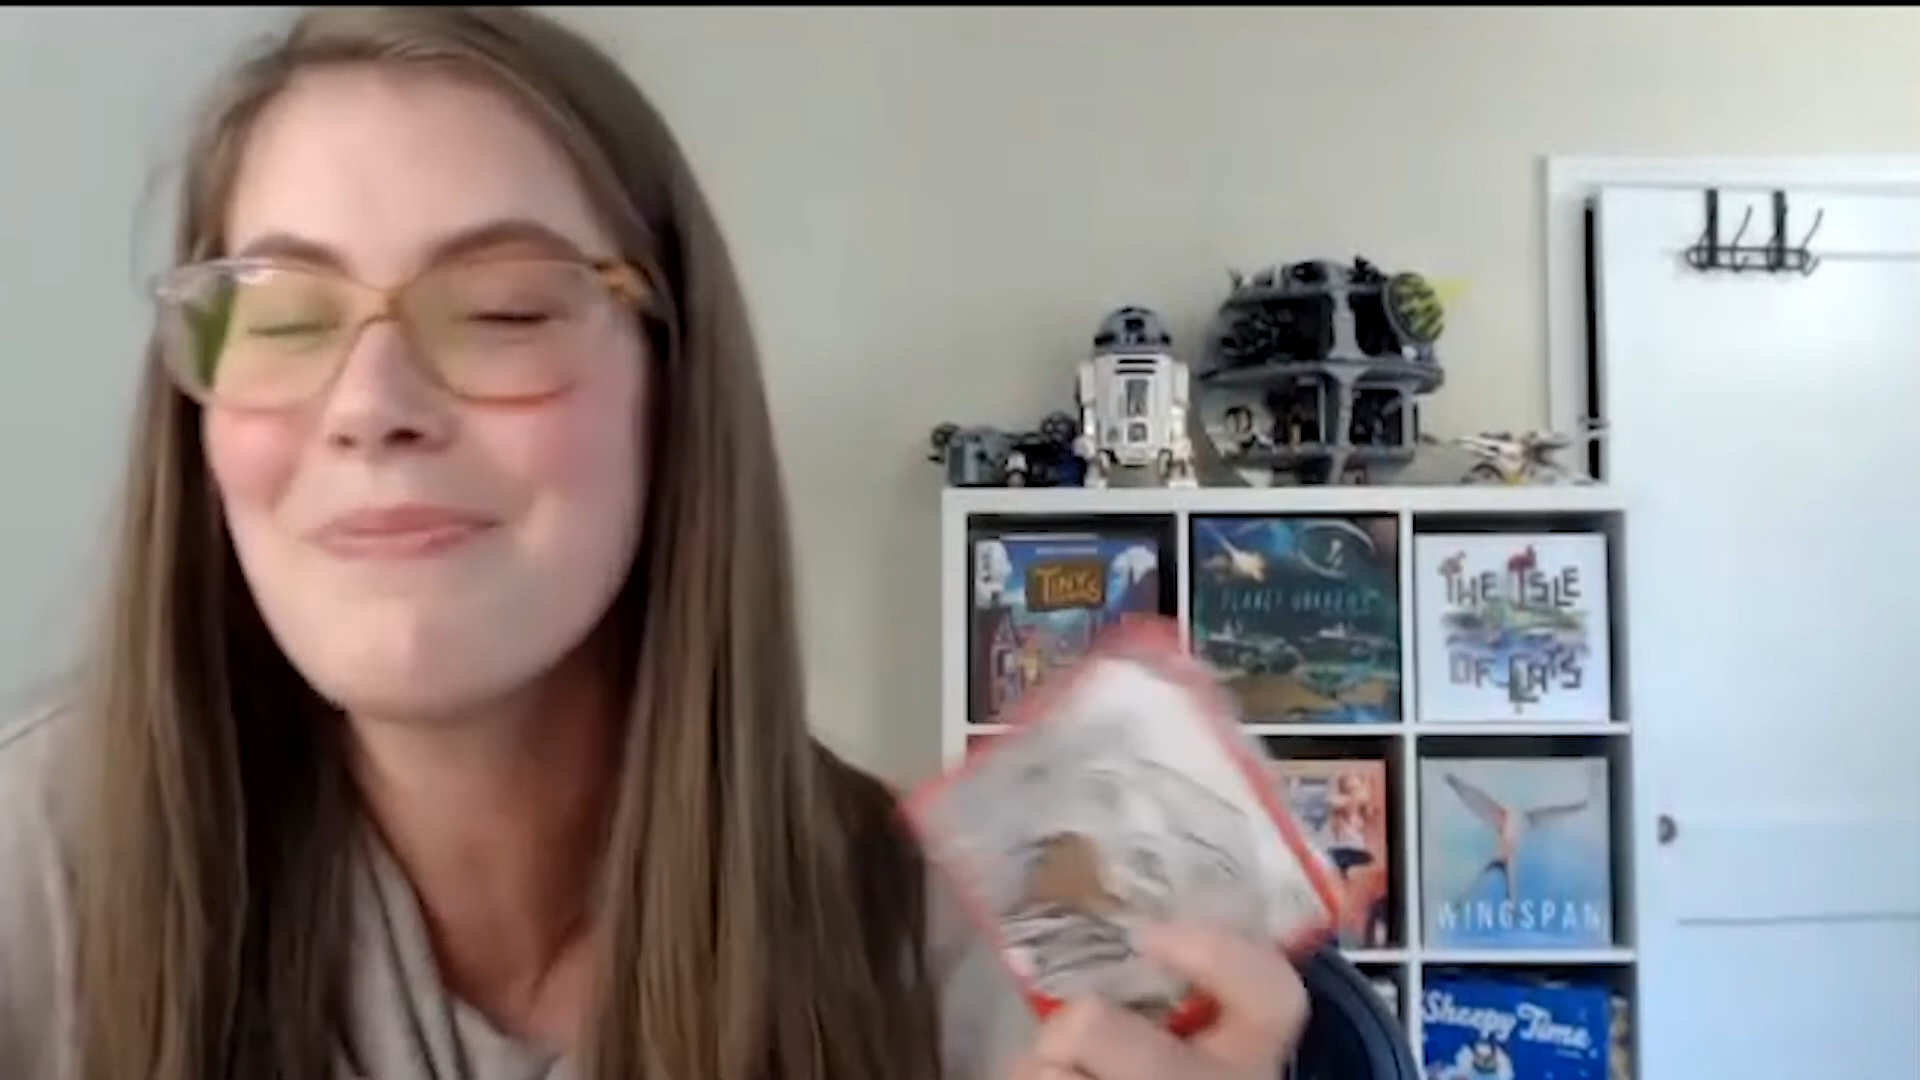 TINY
PLANET UNKNOWN
THE ISLE
OF CATS
WINGSPAN
Sheepy Time